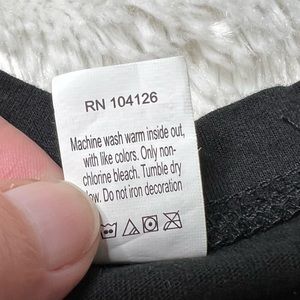 RN 104126
Machine wash warm inside out,
with like colors. Only non-
chlorine bleach. Tumble dry
Do not iron decoration